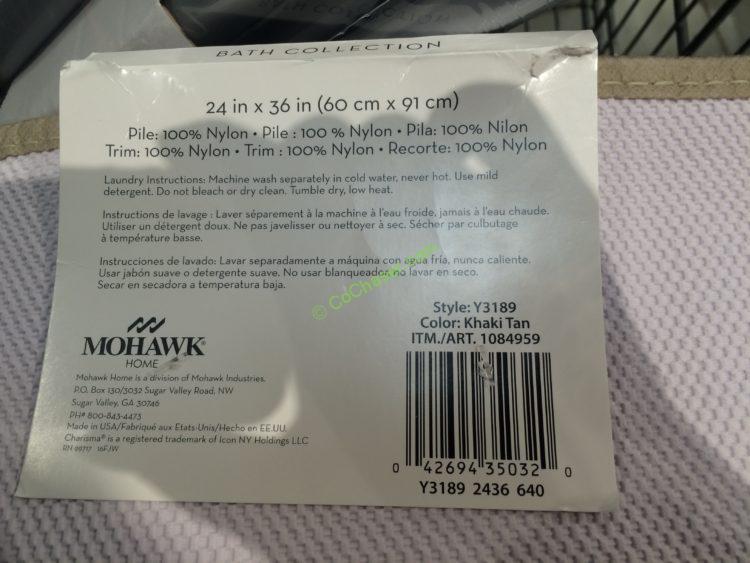 BATH COLLECTION
BATH COLLECTION
24 in x 36 in (60 cm x 91 cm)
Pile: 100% Nylon • Pile : 100 % Nylon • Pila: 100% Nilon
Trim: 100% Nylon • Trim : 100% Nylon • Recorte: 100% Nylon
Laundry Instructions: Machine wash separately in cold water, never hot. Use mild
detergent. Do not bleach or dry clean. Tumble dry, low heat.
Instructions de lavage : Laver séparement à la machine à l'eau froide, jamais à l'eau chaude.
Utiliser un détergent doux. Ne pas javelisser ou nettoyer à sec. Sécher par culbutage
à température basse.
Instrucciones de lavado: Lavar separadamente a máquina con agua fría, nunca caliente.
Usar jabón suave o detergente suave. No usar blanqueador no lavar en seco.
Secar en secadora a temperatura baja.
© CoChaser.com
Style: Y3189
Color: Khaki Tan
ITM./ART. 1084959
MOHAWK
HOME
Mohawk Home is a division of Mohawk Industries.
P.O. Box 130/3032 Sugar Valley Road, NW
Sugar Valley, GA 30746
PH# 800-843-4473
Made in USA/Fabriqué aux Etats-Unis/Hecho en EE.UU.
Charisma® is a registered trademark of Icon NY Holdings LLC
RN 99717 16FJW
0 42694 35032 0
Y3189 2436 640